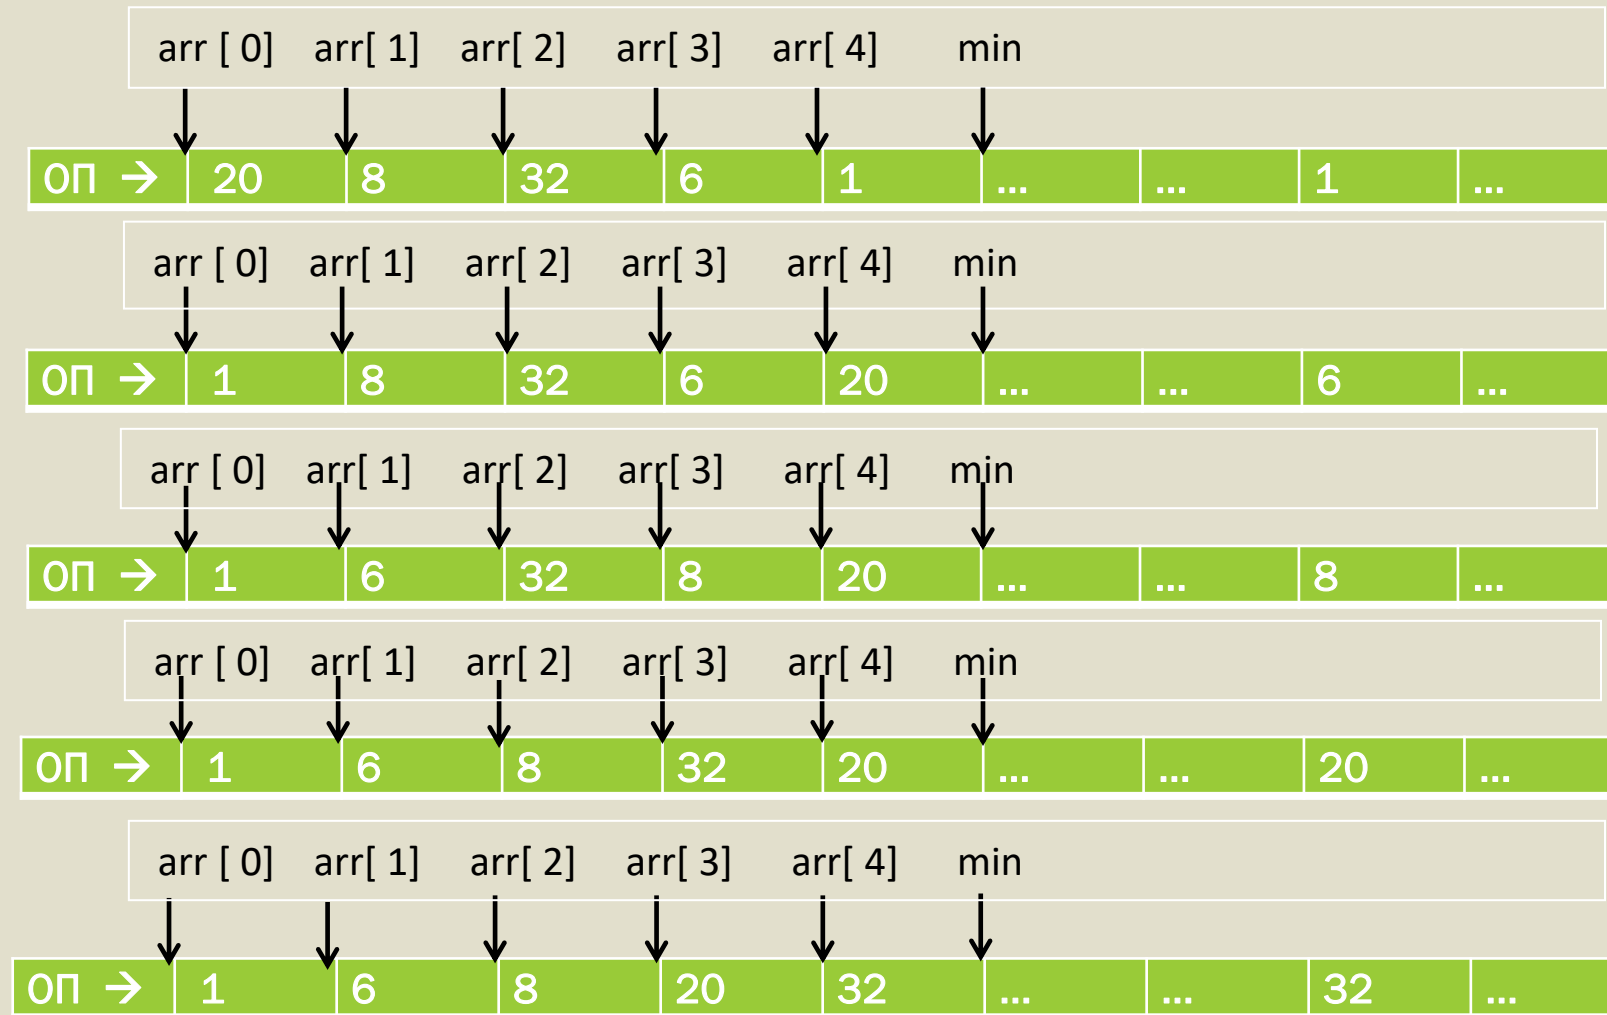 arr [ 0] arr[ 1] arr[ 2] arr[ 3] arr[ 4] min
ОП → 20 8 32 6 1 ... ... 1 ...
arr [ 0] arr[ 1] arr[ 2] arr[ 3] arr[ 4] min
ОП → 1 8 32 6 20 ... ... 6 ...
arr [ 0] arr[ 1] arr[ 2] arr[ 3] arr[ 4] min
ОП → 1 6 32 8 20 ... ... 8 ...
arr [ 0] arr[ 1] arr[ 2] arr[ 3] arr[ 4] min
ОП → 1 6 8 32 20 ... ... 20 ...
arr [ 0] arr[ 1] arr[ 2] arr[ 3] arr[ 4] min
ОП → 1 6 8 20 32 ... ... 32 ...